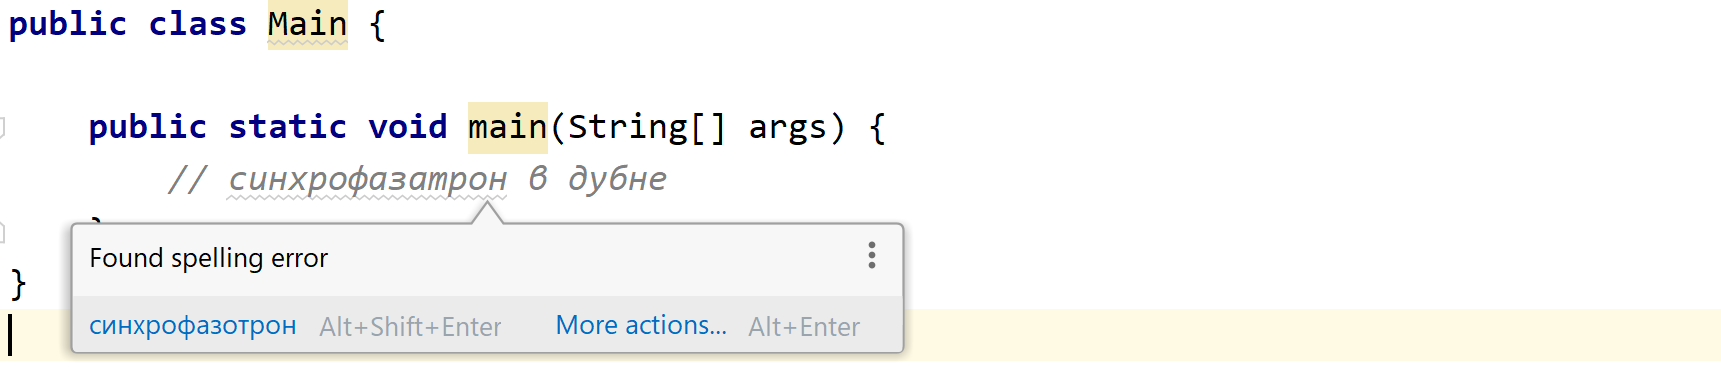 public class Main {
public static void main(String[] args) {
// синхрофазатрон в дубне
}
Found spelling error
}
синхрофазотрон Alt+Shift+Enter More actions... Alt+Enter